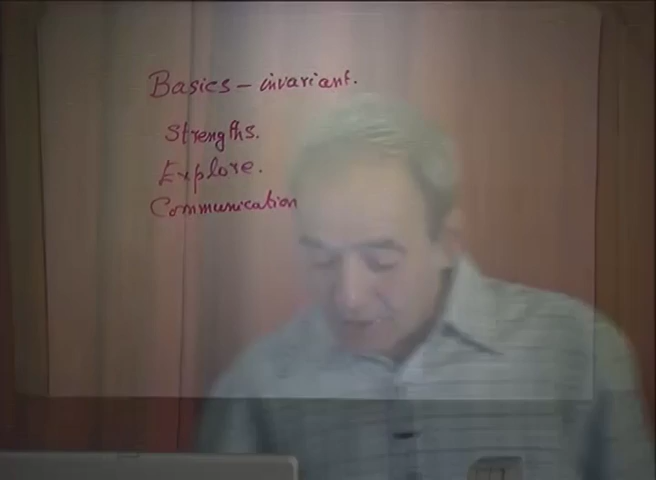 Basics - invariant.
Strengths.
Explore.
Communication